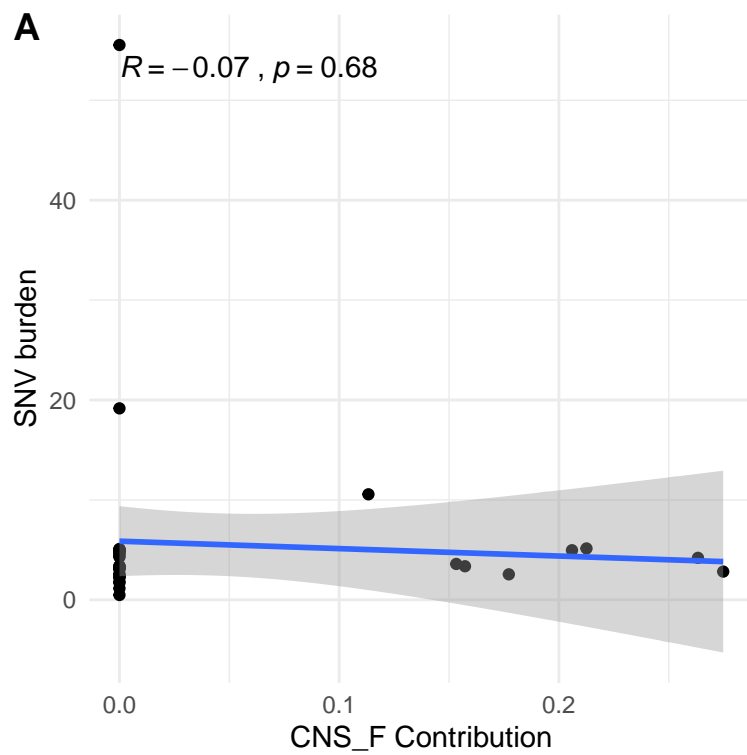 A
R = −0.07 , p = 0.68
SNV burden
40
20
0
0.0 0.1 0.2
CNS_F Contribution